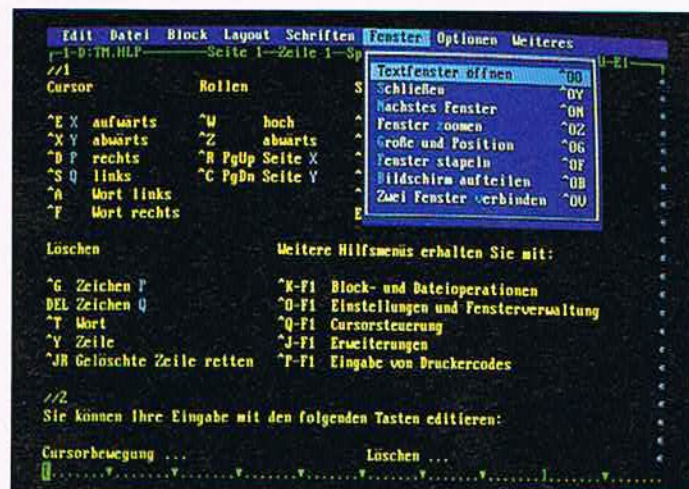 Edit Datei Block Layout Schriften Fenster Optionen Weiteres
1-D:TM.HLP Seite 1 Zeile 1 Sp U-E1
//1
Cursor Rollen S
Textfenster öffnen ^OO
Schließen ^OY
Nächstes Fenster ^ON
Fenster zoomen ^OZ
Große und Position ^OG
Fenster stapeln ^OF
Bildschirm aufteilen ^OB
Zwei Fenster verbinden ^OV
^E X aufwärts ^W hoch ^
^X Y abwärts ^Z abwärts ^
^D P rechts ^R PgUp Seite X ^
^S Q links ^C PgDn Seite Y ^
^A Wort links ^
^F Wort rechts E
Löschen Weitere Hilfsmenüs erhalten Sie mit:
^G Zeichen P ^K-F1 Block- und Dateioperationen
DEL Zeichen Q ^O-F1 Einstellungen und Fensterverwaltung
^T Wort ^Q-F1 Cursorsteuerung
^Y Zeile ^J-F1 Erweiterungen
^JR Gelöschte Zeile retten ^P-F1 Eingabe von Druckercodes
//2
Sie können Ihre Eingabe mit den folgenden Tasten editieren:
Cursorbewegung ... Löschen ...